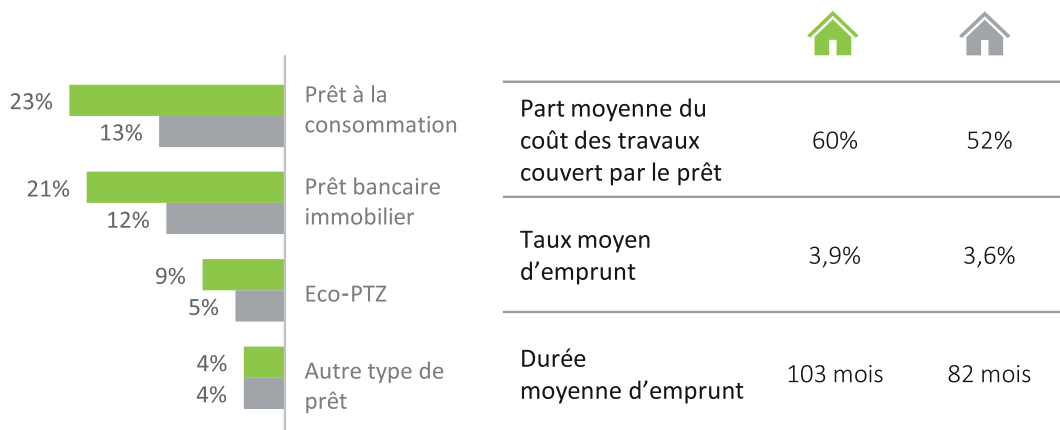 23%
13%
Prêt à la
consommation
21%
12%
Prêt bancaire
immobilier
9%
5%
Eco-PTZ
4%
4%
Autre type de
prêt
Part moyenne du
coût des travaux
couvert par le prêt
60%
52%
Taux moyen
d’emprunt
3,9%
3,6%
Durée
moyenne d’emprunt
103 mois
82 mois